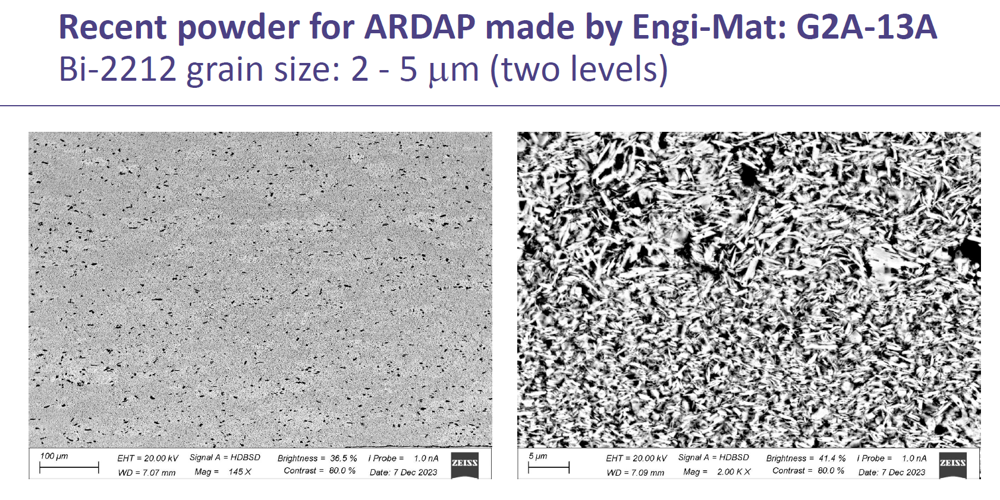 Recent powder for ARDAP made by Engi-Mat: G2A-13A
Bi-2212 grain size: 2 - 5 μm (two levels)
100 μm
EHT = 20.00 kV Signal A = HDBSD Brightness = 36.5 % I Probe = 1.0 nA
WD = 7.07 mm Mag = 145 X Contrast = 80.0 % Date: 7 Dec 2023
ZEISS
5 μm
EHT = 20.00 kV Signal A = HDBSD Brightness = 41.4 % I Probe = 1.0 nA
WD = 7.09 mm Mag = 2.00 K X Contrast = 80.0 % Date: 7 Dec 2023
ZEISS